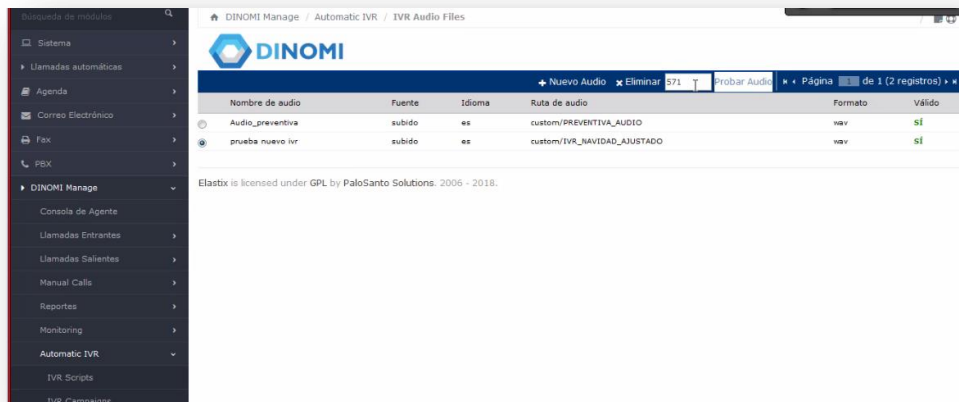 Búsqueda de módulos
DINOMI Manage / Automatic IVR / IVR Audio Files
Sistema
Llamadas automáticas
Agenda
Correo Electrónico
Fax
PBX
DINOMI Manage
Consola de Agente
Llamadas Entrantes
Llamadas Salientes
Manual Calls
Reportes
Monitoring
Automatic IVR
IVR Scripts
IVR Campaigns
DINOMI
Nuevo Audio Eliminar 571 Probar Audio Página 1 de 1 (2 registros)
Nombre de audio Fuente Idioma Ruta de audio Formato Válido
Audio_preventiva subido es custom/PREVENTIVA_AUDIO wav sí
prueba nuevo ivr subido es custom/IVR_NAVIDAD_AJUSTADO wav sí
Elastix is licensed under GPL by PaloSanto Solutions. 2006 - 2018.